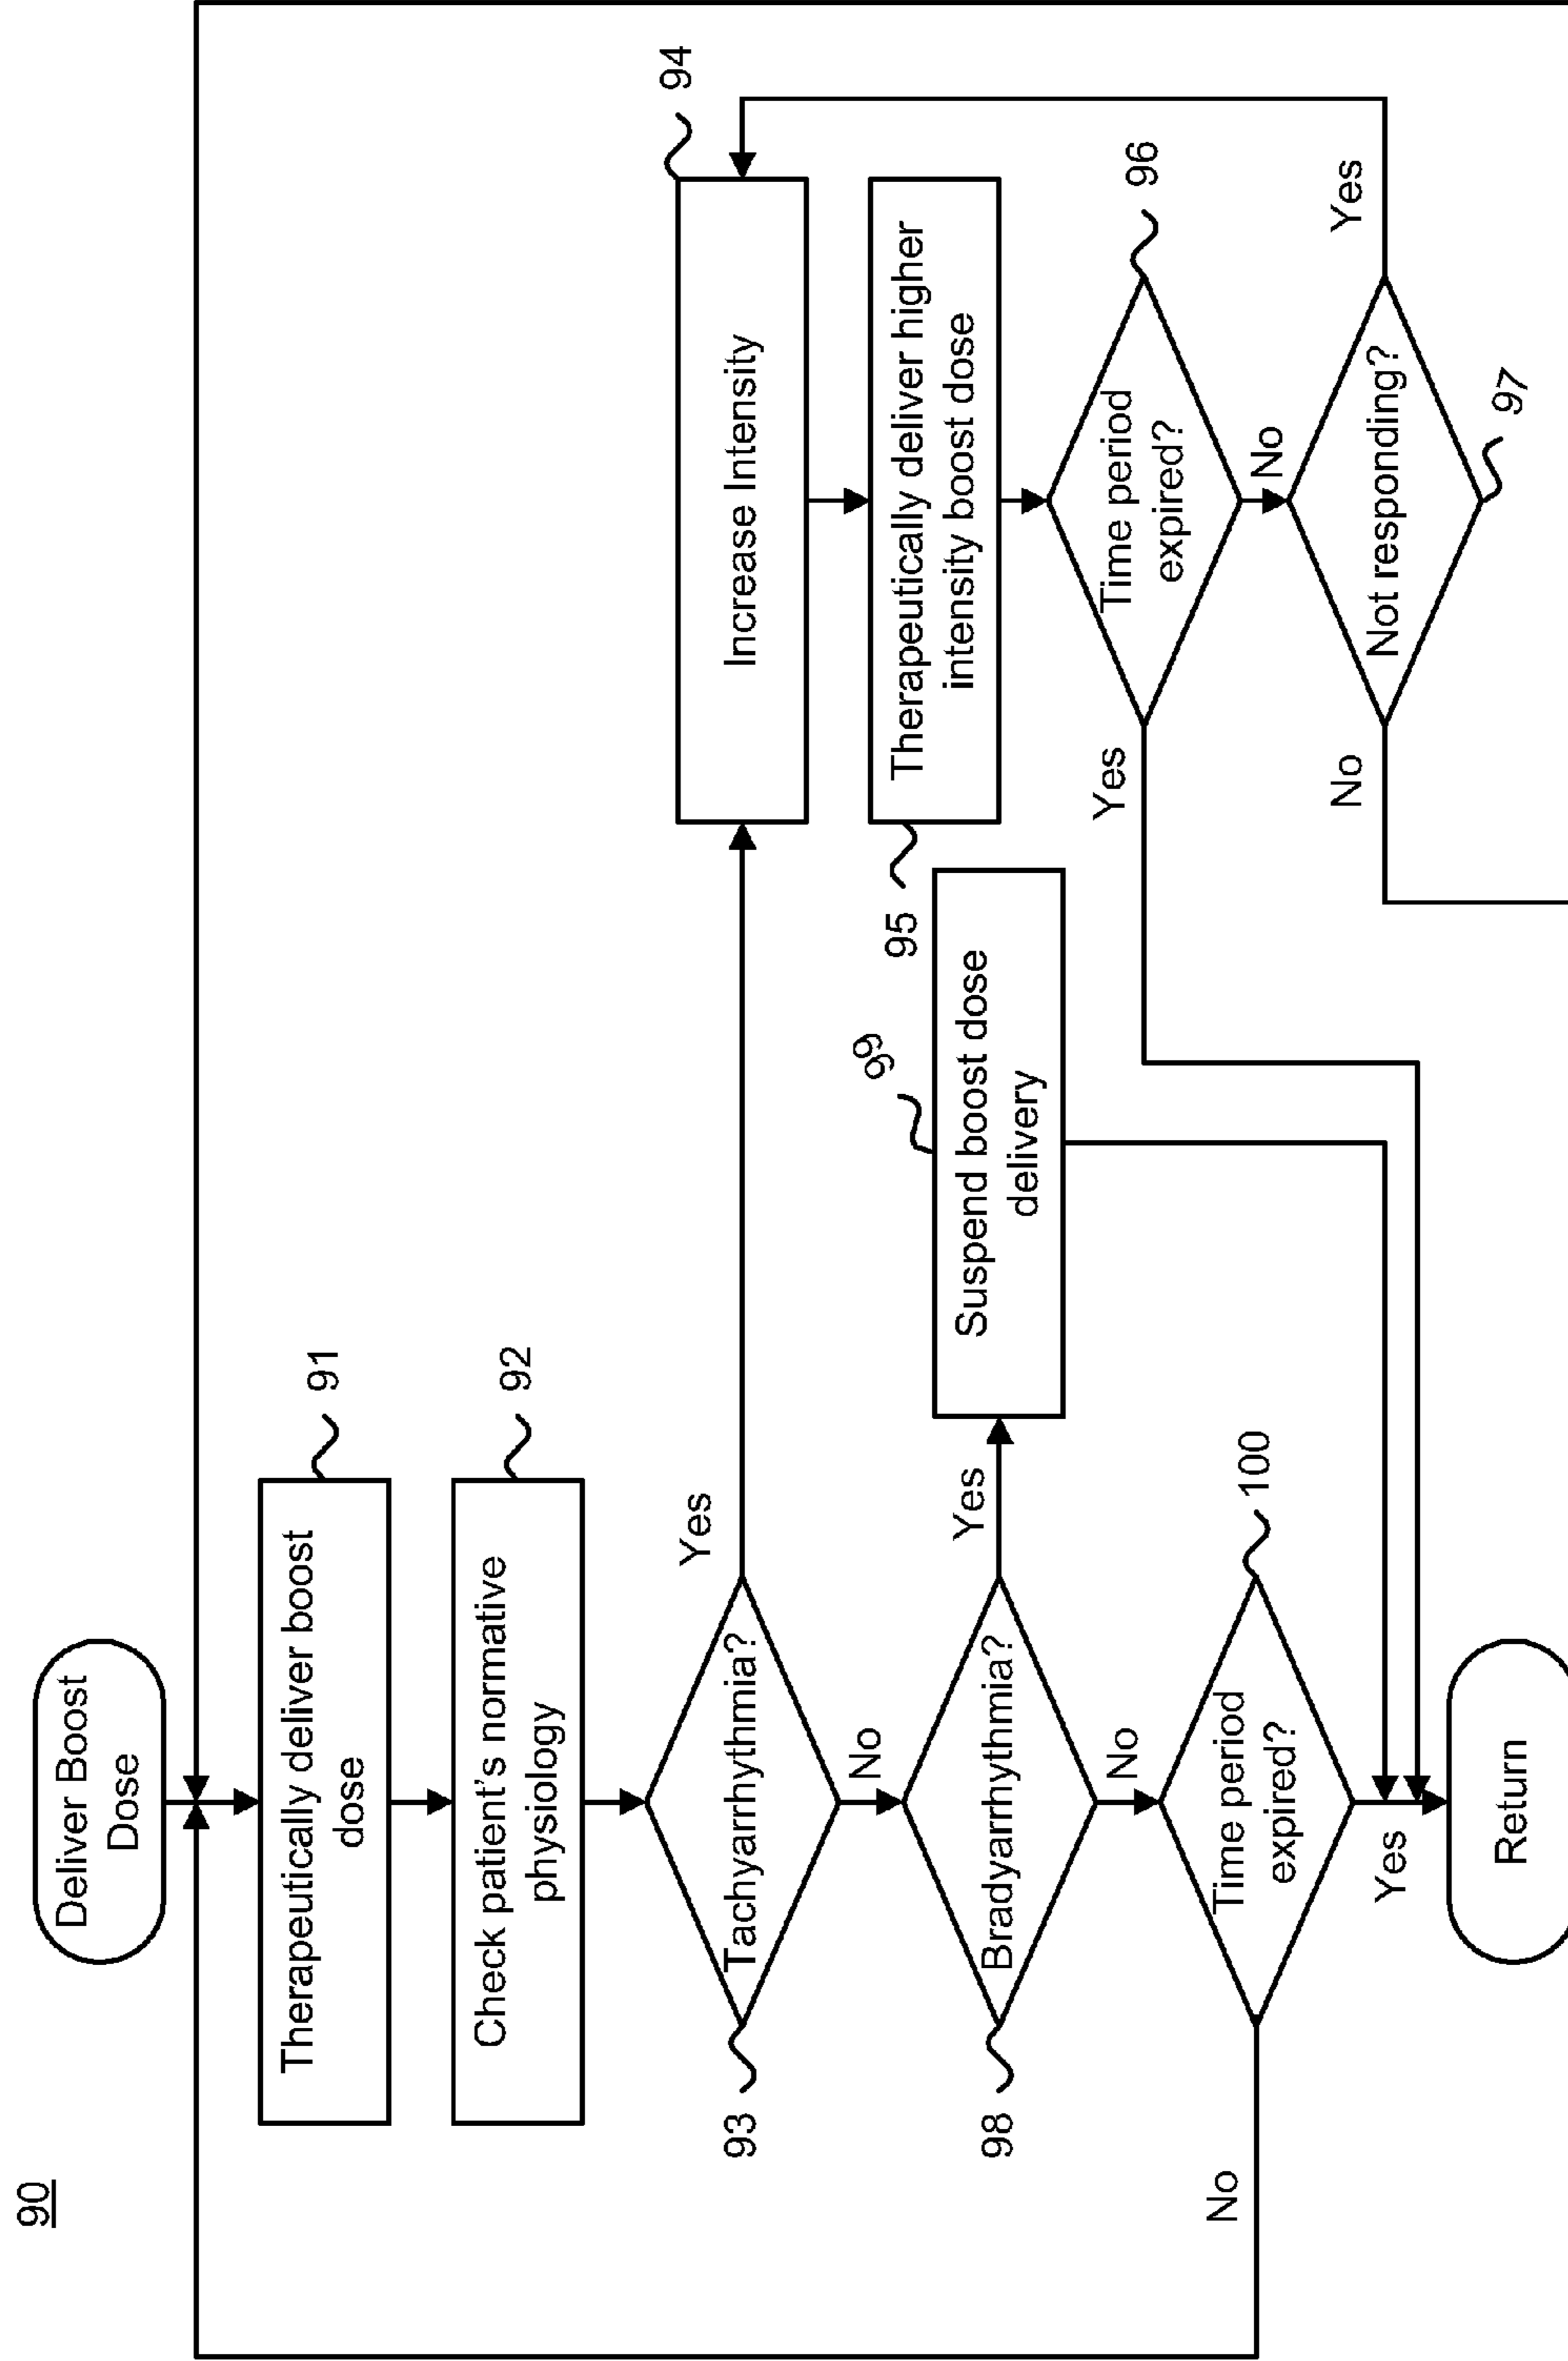 90
Deliver Boost
Dose
Therapeutically deliver boost
dose
91
Check patient's normative
physiology
92
Tachyarrhythmia?
93
Yes
No
Increase Intensity
94
Therapeutically deliver higher
intensity boost dose
95
Time period
expired?
96
Yes
No
Not responding?
97
No
Yes
Bradyarrhythmia?
98
Yes
No
Suspend boost dose
delivery
99
Time period
expired?
100
No
Yes
Return